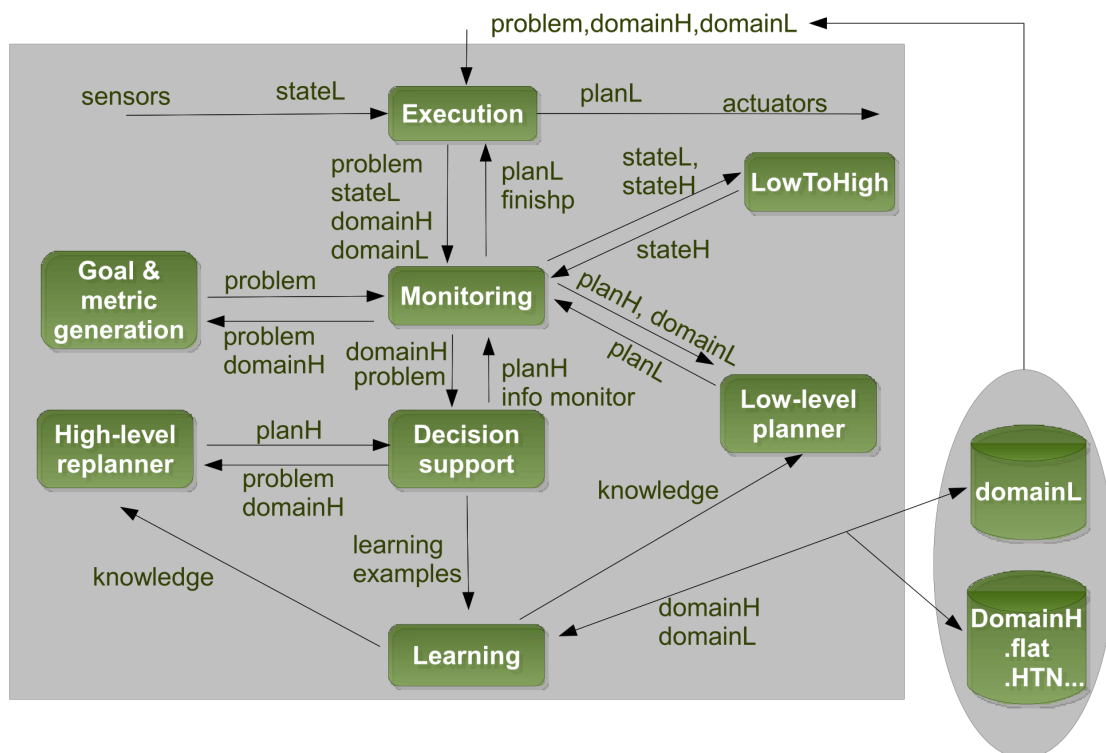 problem,domainH,domainL
sensors
stateL
Execution
planL
actuators
problem
stateL
domainH
domainL
planL
finishp
stateL,
stateH
LowToHigh
stateH
Goal &
metric
generation
problem
Monitoring
problem
domainH
planH, domainL
planL
domainH
problem
planH
info monitor
High-level
replanner
planH
Decision
support
Low-level
planner
problem
domainH
knowledge
domainL
learning
examples
knowledge
domainH
domainL
Learning
DomainH
.flat
.HTN...